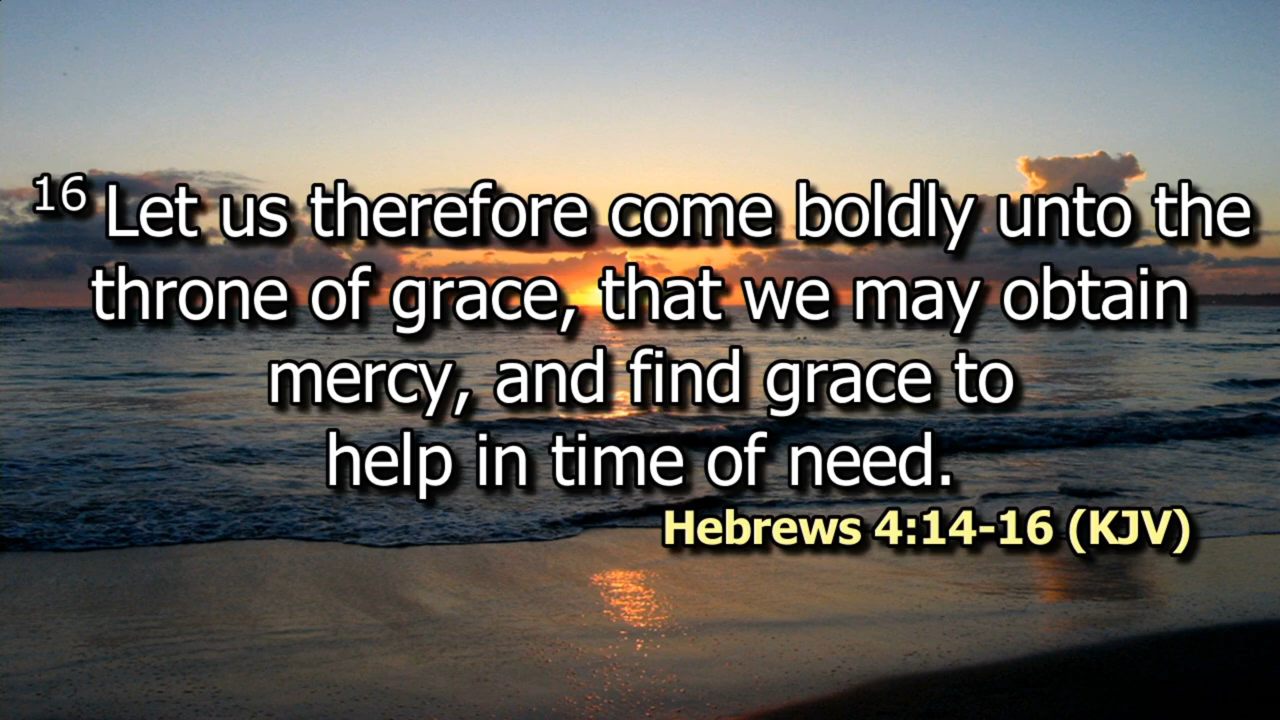 16 Let us therefore come boldly unto the
throne of grace, that we may obtain
mercy, and find grace to
help in time of need.
Hebrews 4:14-16 (KJV)